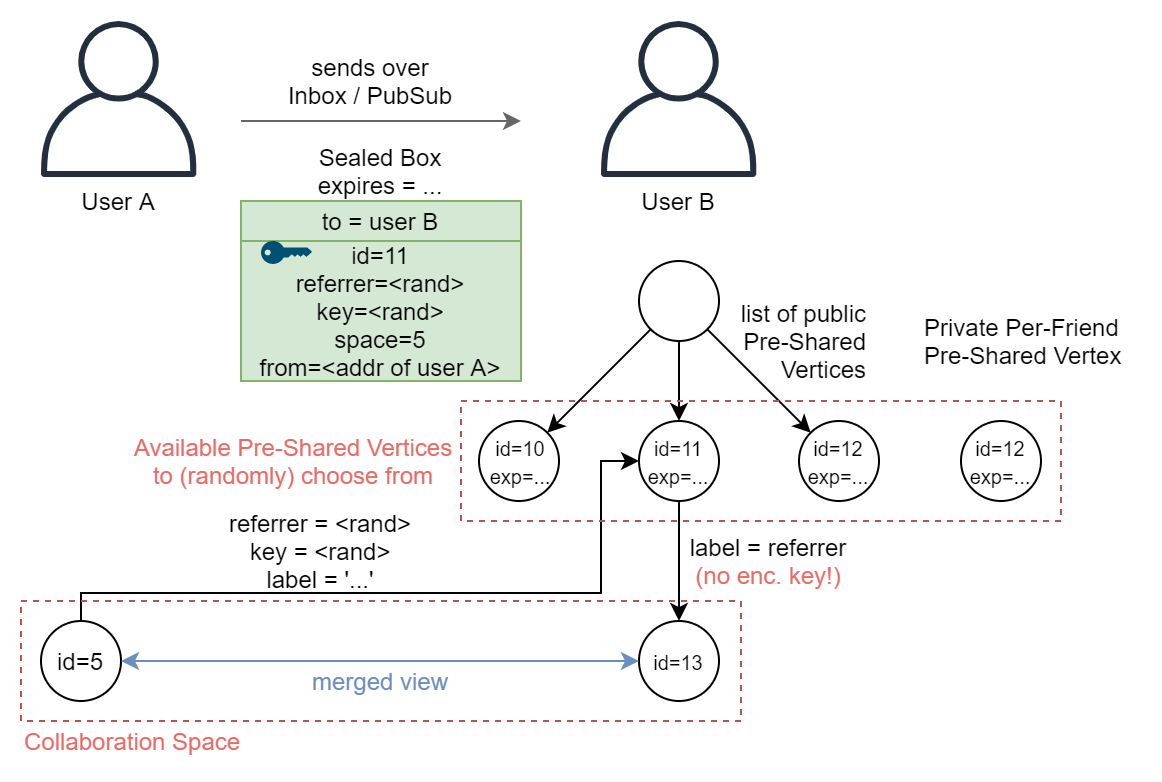 sends over
Inbox / PubSub
User A
User B
Sealed Box
expires = ...
to = user B
id=11
referrer=<rand>
key=<rand>
space=5
from=<addr of user A>
list of public
Pre-Shared
Vertices
Private Per-Friend
Pre-Shared Vertex
Available Pre-Shared Vertices
to (randomly) choose from
id=10
exp=...
id=11
exp=...
id=12
exp=...
id=12
exp=...
referrer = <rand>
key = <rand>
label = '...'
label = referrer
(no enc. key!)
id=5
id=13
merged view
Collaboration Space